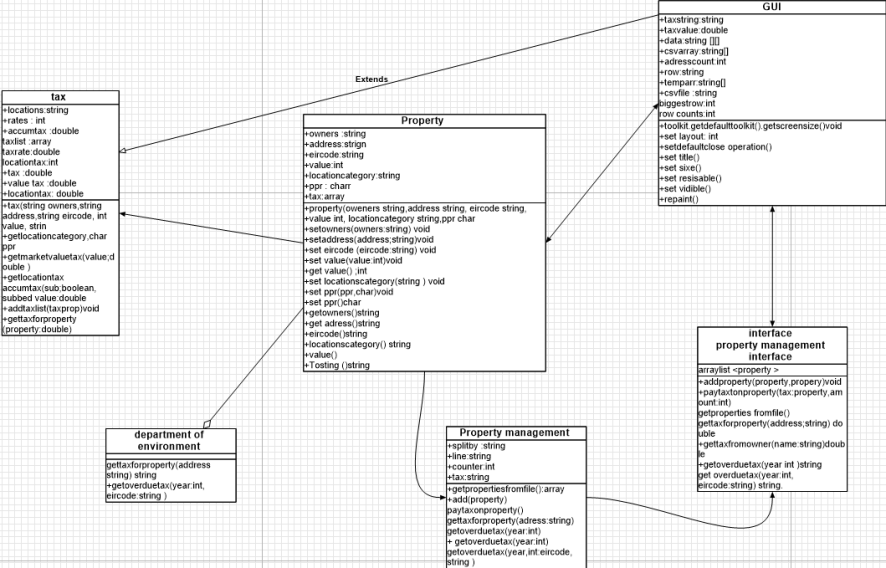 GUI
+taxstring:string
+taxvalue:double
+data:string [][]
+csvarray:string[]
+adresscount:int
+row:string
+temparr:string[]
+csvfile :string
biggestrow:int
row counts:int
+toolkit.getdefaulttoolkit().getscreensize()void
+set layout: int
+setdefaultclose operation()
+set title()
+set sixe()
+set resisable()
+set vidible()
+repaint()
Extends
tax
+locations:string
+rates : int
+accumtax :double
taxlist :array
taxrate:double
locationtax:int
+tax :double
+value tax :double
+locationtax: double
+tax(string owners,string
address,string eircode, int
value, strin
+getlocationcategory,char
ppr
+getmarketvaluetax(value;d
ouble )
+getlocationtax
accumtax(sub;boolean,
subbed value:double
+addtaxlist(taxprop)void
+gettaxforproperty
(property:double)
Property
+owners :string
+address:strign
+eircode:string
+value:int
+locationcategory:string
+ppr : charr
+tax:array
+property(oweners string,address string, eircode string,
+value int, locationcategory string,ppr char
+setowners(owners:string) void
+setaddress(address;string)void
+set eircode (eircode:string) void
+set value(value:int)void
+get value() ;int
+set locationscategory(string ) void
+set ppr(ppr,char)void
+set ppr()char
+getowners()string
+get adress()string
+eircode()string
+locationscategory() string
+value()
+Tosting ()string
interface
property management
interface
arraylist <property >
+addproperty(property,propery)void
+paytaxtonproperty(tax:property,am
ount:int)
getproperties fromfile()
gettaxforproperty(address;string) do
uble
+gettaxfromowner(name:string)doub
le
+getoverduetax(year int )string
get overduetax(year:int,
eircode:string) string.
department of
environment
gettaxforproperty(address
string) string
+getoverduetax(year:int,
eircode:string )
Property management
+splitby :string
+line:string
+counter:int
+tax:string
+getpropertiesfromfile():array
+add(property)
paytaxonproperty()
gettaxforproperty(adress:string)
getoverduetax(year:int)
+ getoverduetax(year:int)
getoverduetax(year,int:eircode,
string )